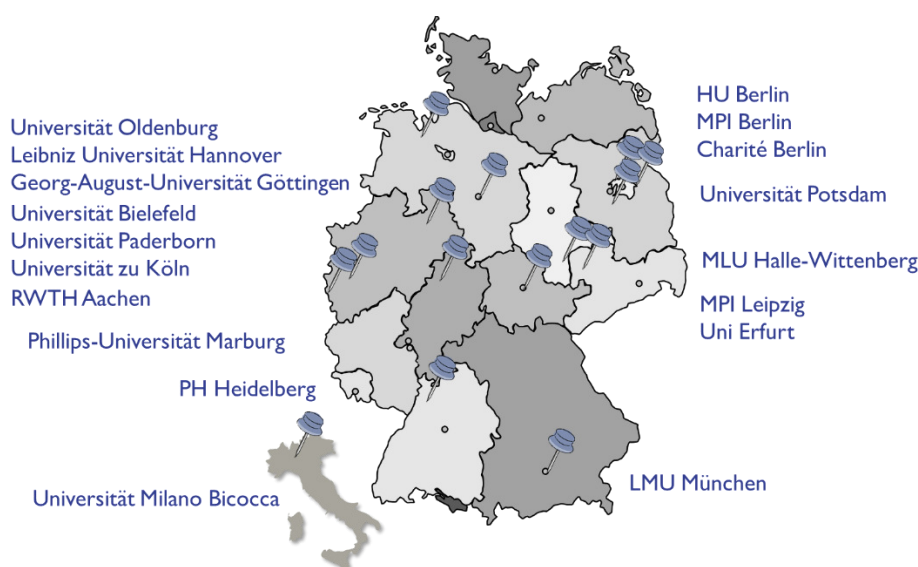 Universität Oldenburg
Leibniz Universität Hannover
Georg-August-Universität Göttingen
Universität Bielefeld
Universität Paderborn
Universität zu Köln
RWTH Aachen
Phillips-Universität Marburg
PH Heidelberg
Universität Milano Bicocca
HU Berlin
MPI Berlin
Charité Berlin
Universität Potsdam
MLU Halle-Wittenberg
MPI Leipzig
Uni Erfurt
LMU München